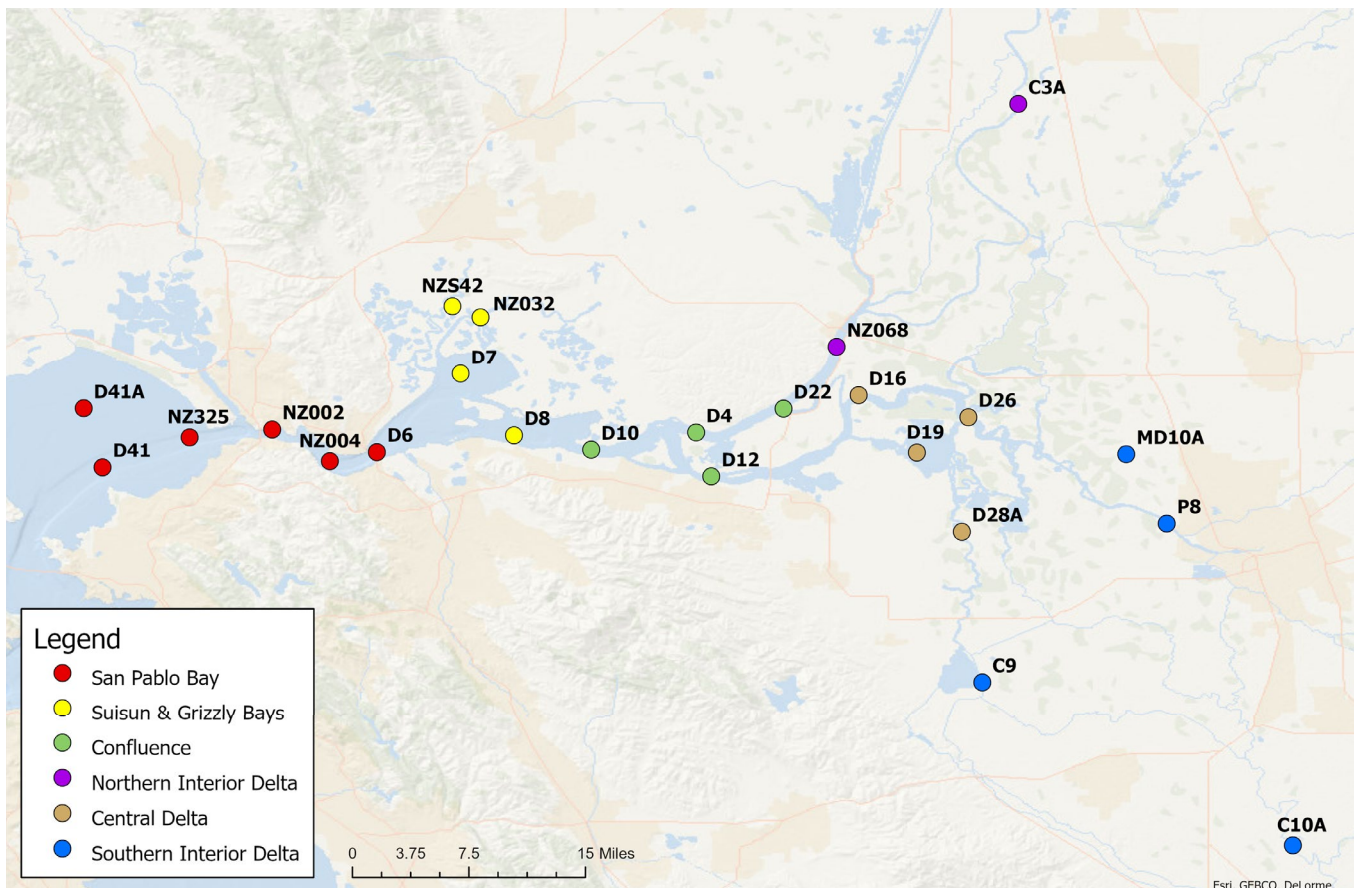 C3A
NZS42
NZ032
NZ068
D7
D16
D41A
D22
D26
NZ325
NZ002
D4
D8
D10
D19
NZ004
D6
MD10A
D41
D12
P8
D28A
Legend
San Pablo Bay
Suisun & Grizzly Bays
Confluence
Northern Interior Delta
Central Delta
Southern Interior Delta
C9
C10A
0 3.75 7.5 15 Miles
Esri, GEBCO, DeLorme